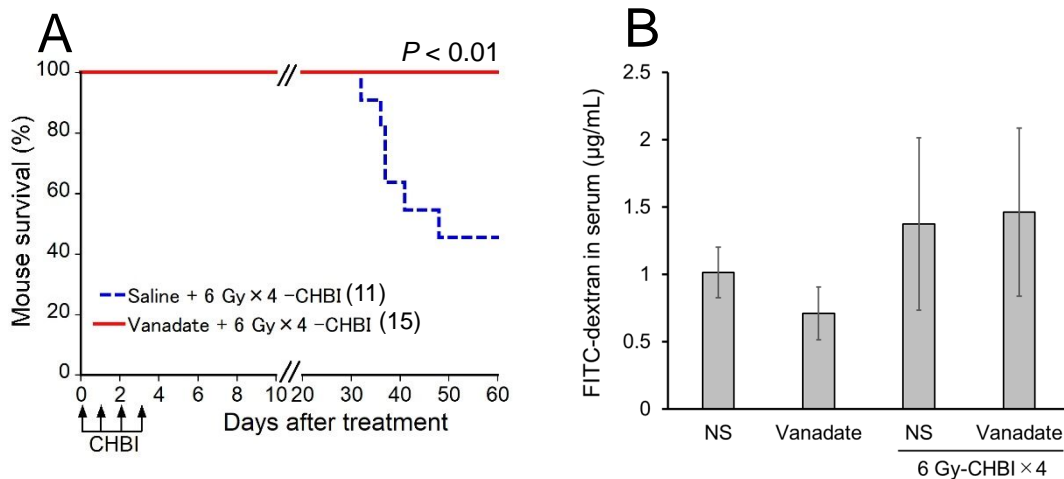 A
P < 0.01
Mouse survival (%)
100
80
60
40
20
0
Saline + 6 Gy × 4 −CHBI (11)
Vanadate + 6 Gy × 4 −CHBI (15)
0 2 4 6 8 10 20 30 40 50 60
CHBI
Days after treatment
B
FITC-dextran in serum (µg/mL)
2.5
2
1.5
1
0.5
0
NS Vanadate NS Vanadate
6 Gy-CHBI × 4